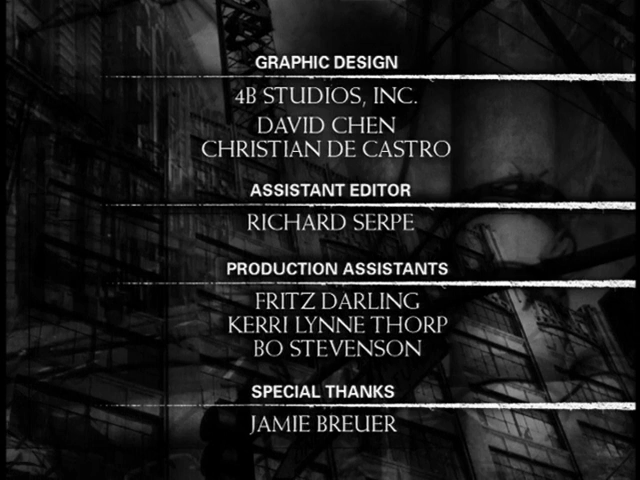 GRAPHIC DESIGN
4B STUDIOS, INC.
DAVID CHEN
CHRISTIAN DE CASTRO
ASSISTANT EDITOR
RICHARD SERPE
PRODUCTION ASSISTANTS
FRITZ DARLING
KERRI LYNNE THORP
BO STEVENSON
SPECIAL THANKS
JAMIE BREUER